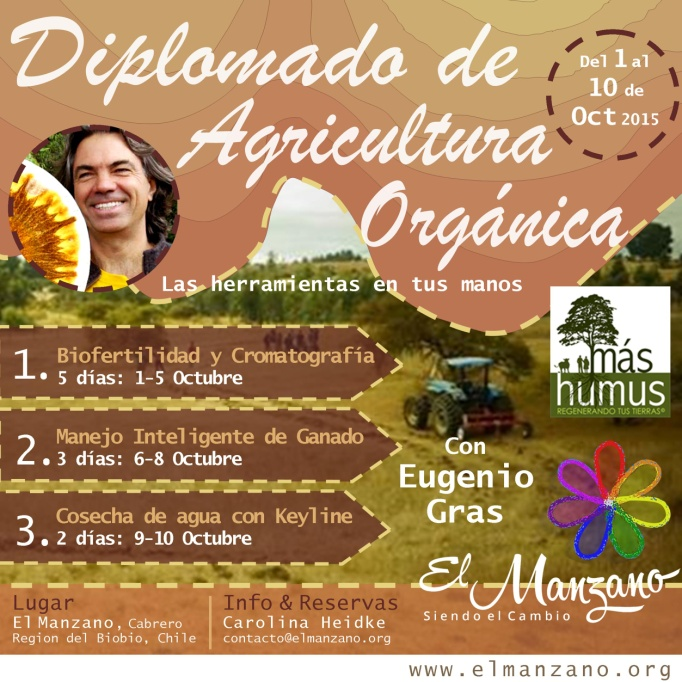 Diplomado de
Agricultura
Orgánica
Del 1 al
10 de
Oct 2015
Las herramientas en tus manos
1. Biofertilidad y Cromatografía
5 días: 1-5 Octubre
2. Manejo Inteligente de Ganado
3 días: 6-8 Octubre
3. Cosecha de agua con Keyline
2 días: 9-10 Octubre
más
humus
REGENERANDO TUS TIERRAS®
Con
Eugenio
Gras
El Manzano
Siendo el Cambio
Lugar
El Manzano, Cabrero
Region del Biobio, Chile
Info & Reservas
Carolina Heidke
contacto@elmanzano.org
www.elmanzano.org